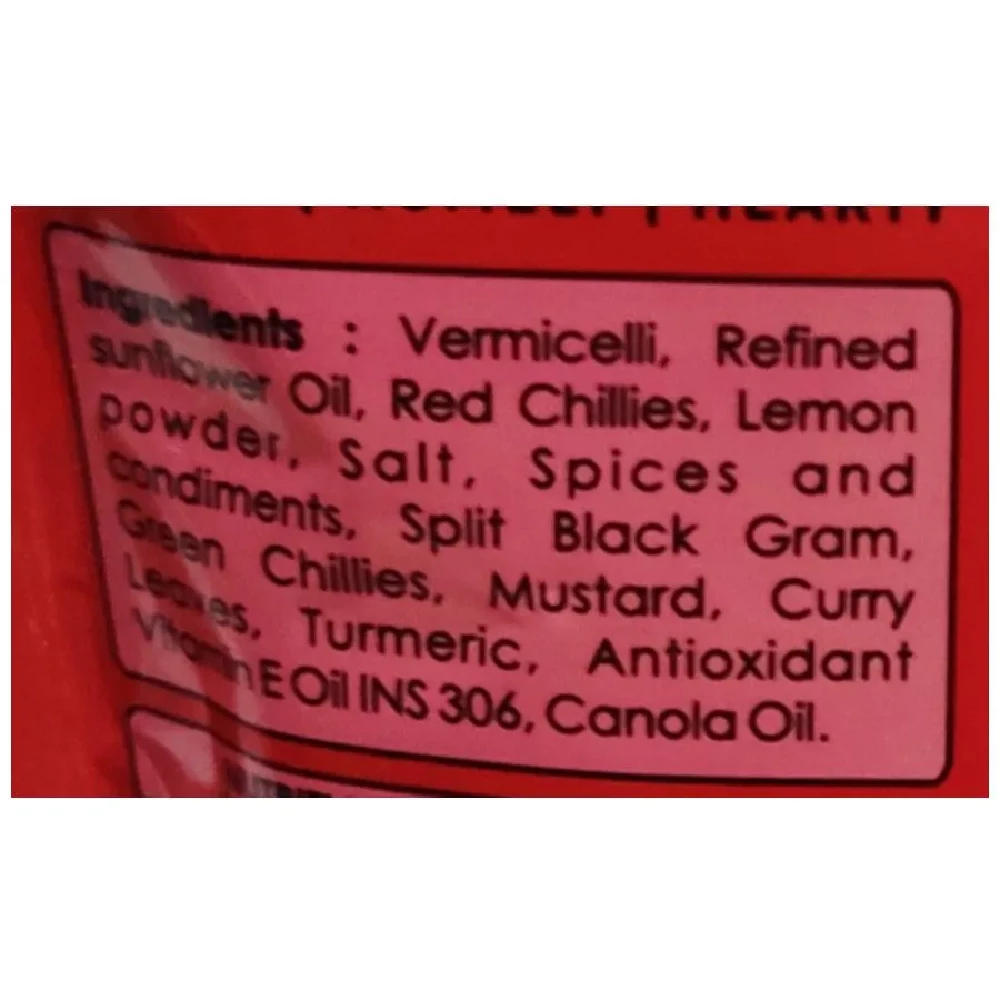 HEARTY
Ingredients : Vermicelli, Refined
sunflower Oil, Red Chillies, Lemon
powder, Salt, Spices and
condiments, Split Black Gram,
Green Chillies, Mustard, Curry
Leaves, Turmeric, Antioxidant
Vitamin E Oil INS 306, Canola Oil.